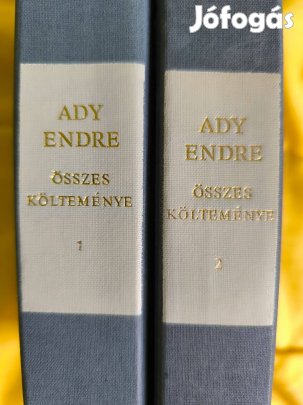 Jófogás
ADY
ENDRE
ÖSSZES
KÖLTEMÉNYE
1
ADY
ENDRE
ÖSSZES
KÖLTEMÉNYE
2